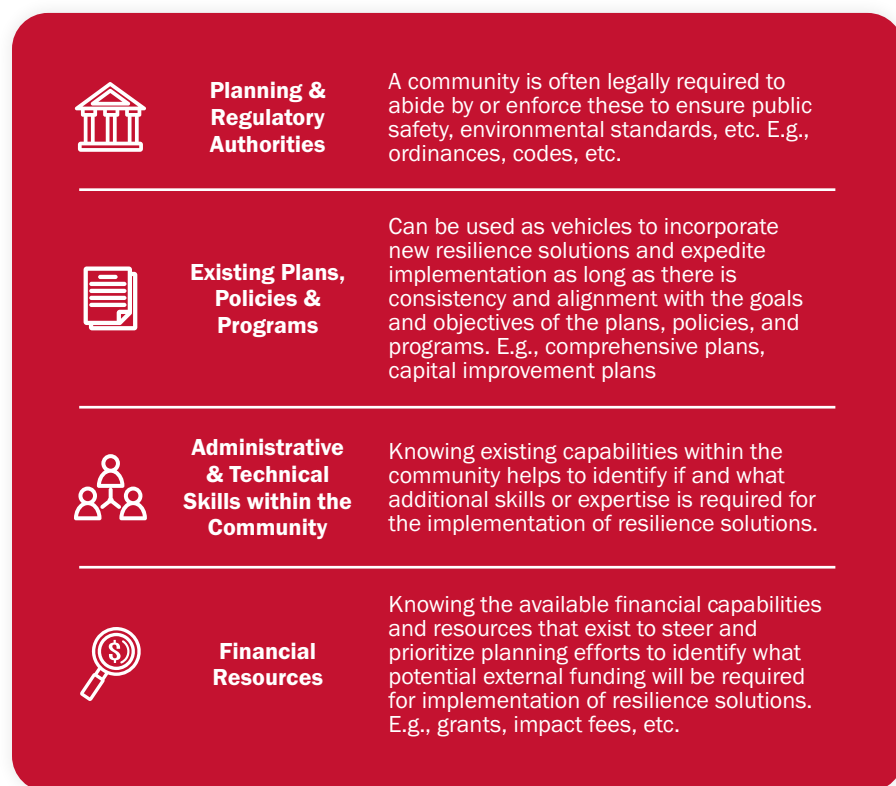 Planning &
Regulatory
Authorities
A community is often legally required to
abide by or enforce these to ensure public
safety, environmental standards, etc. E.g.,
ordinances, codes, etc.
Existing Plans,
Policies &
Programs
Can be used as vehicles to incorporate
new resilience solutions and expedite
implementation as long as there is
consistency and alignment with the goals
and objectives of the plans, policies, and
programs. E.g., comprehensive plans,
capital improvement plans
Administrative
& Technical
Skills within the
Community
Knowing existing capabilities within the
community helps to identify if and what
additional skills or expertise is required for
the implementation of resilience solutions.
$
Financial
Resources
Knowing the available financial capabilities
and resources that exist to steer and
prioritize planning efforts to identify what
potential external funding will be required
for implementation of resilience solutions.
E.g., grants, impact fees, etc.